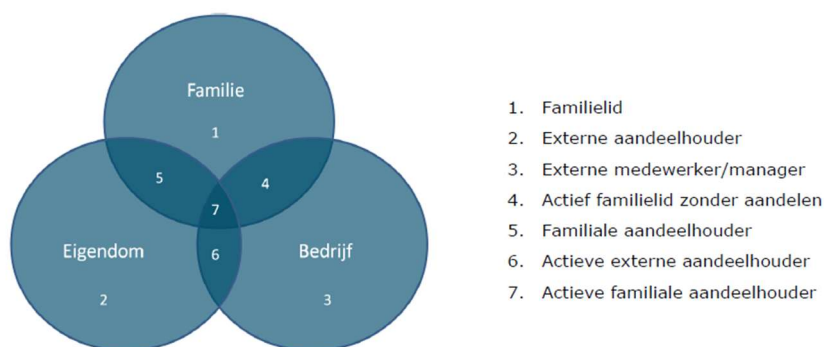 Familie
1
5
4
7
Eigendom
6
Bedrijf
2
3
1. Familielid
2. Externe aandeelhouder
3. Externe medewerker/manager
4. Actief familielid zonder aandelen
5. Familiale aandeelhouder
6. Actieve externe aandeelhouder
7. Actieve familiale aandeelhouder